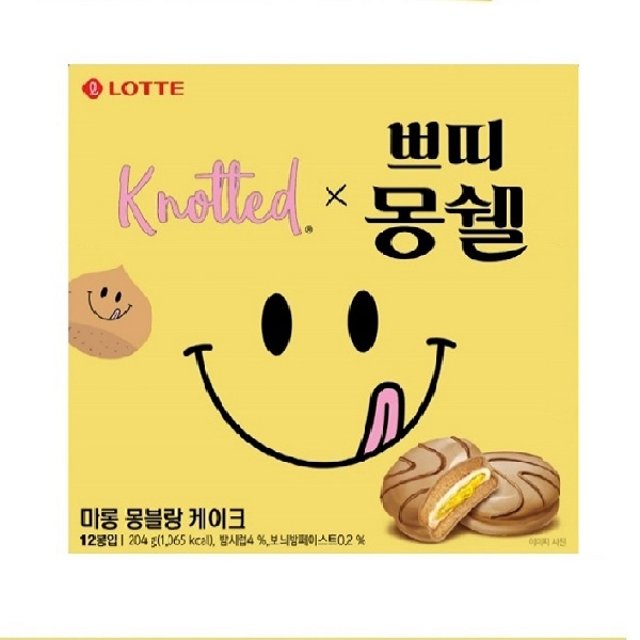 LOTTE
Knotted® × 쁘띠 몽쉘
마롱 몽블랑 케이크
12봉입 | 204 g(1,065 kcal), 밤시럽4 %, 보늬밤페이스트0.2 %
이미지 사진